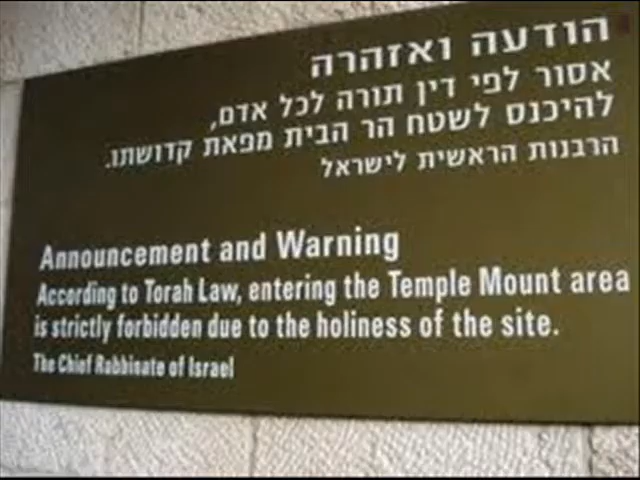 הודעה ואזהרה
אסור לפי דין תורה לכל אדם,
להיכנס לשטח הר הבית מפאת קדושתו.
הרבנות הראשית לישראל
Announcement and Warning
According to Torah Law, entering the Temple Mount area
is strictly forbidden due to the holiness of the site.
The Chief Rabbinate of Israel